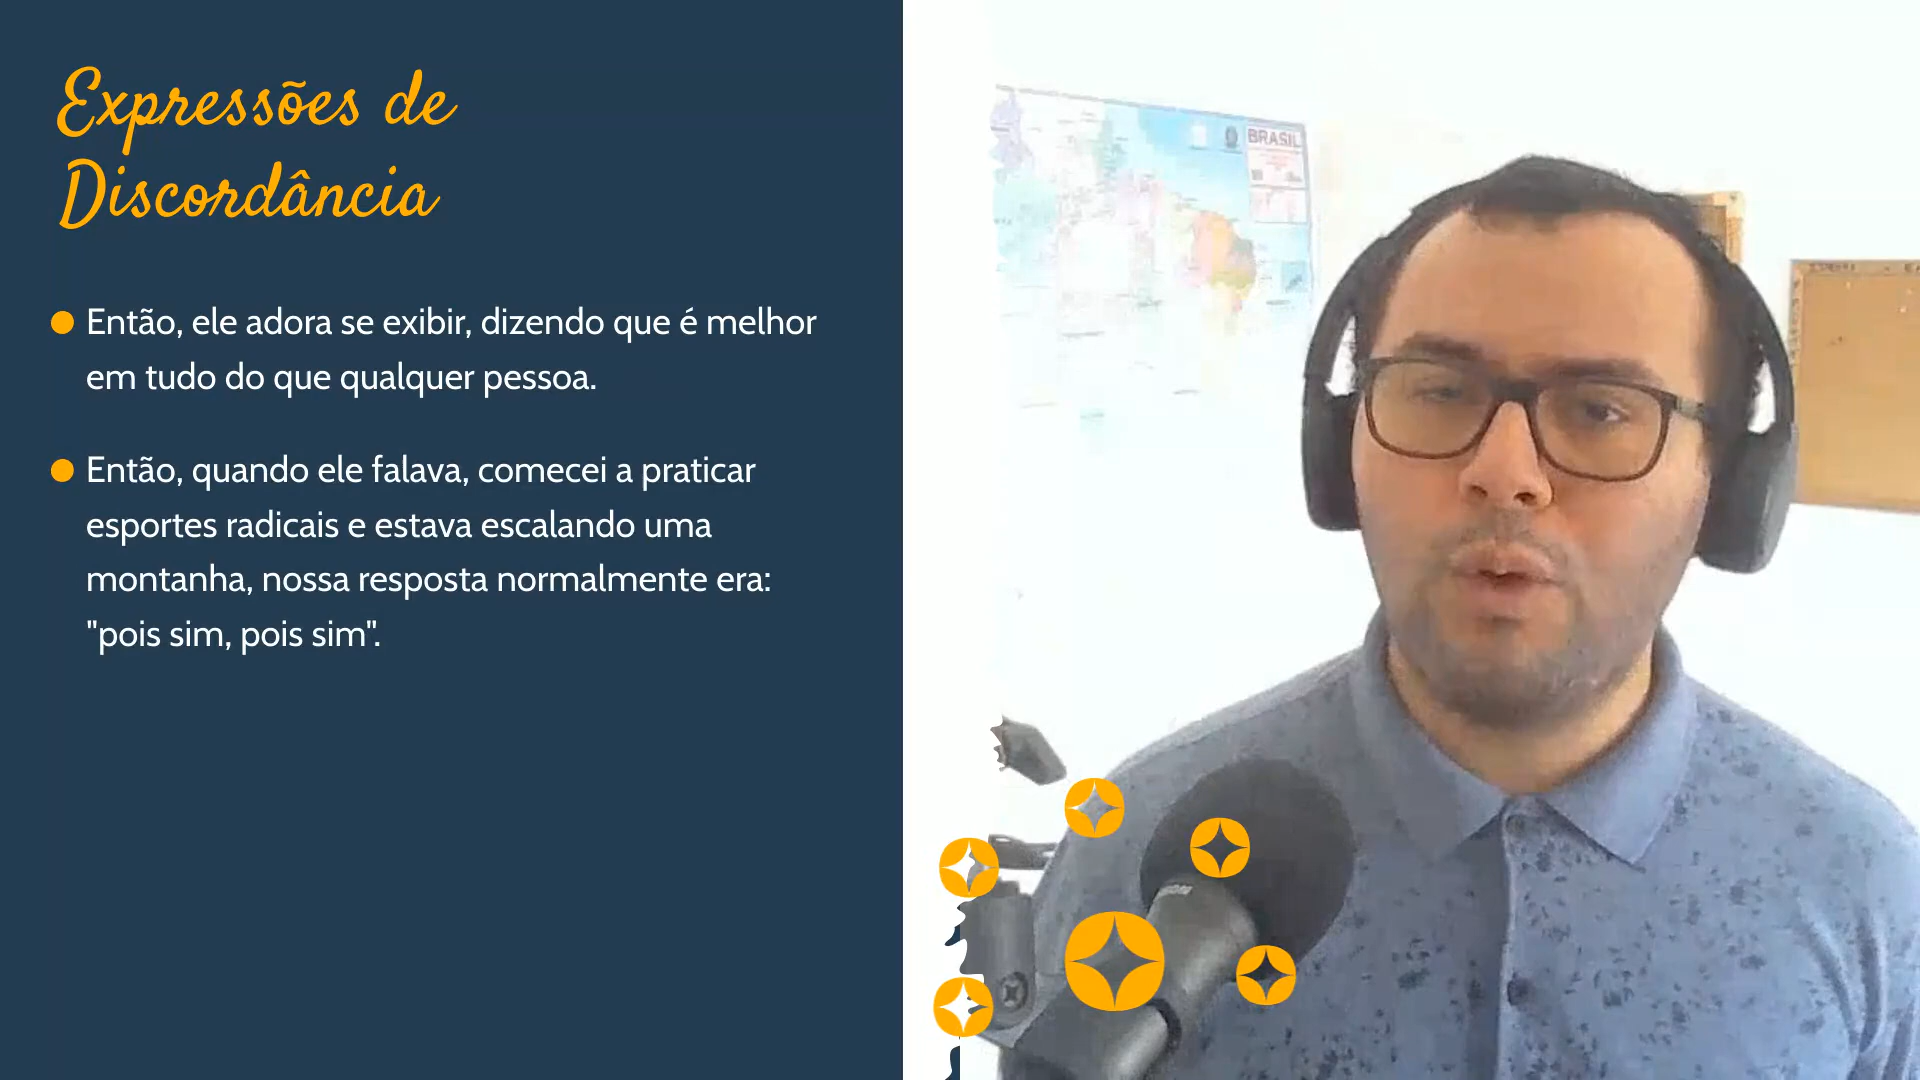 Expressões de
Discordância
Então, ele adora se exibir, dizendo que é melhor
em tudo do que qualquer pessoa.
Então, quando ele falava, comecei a praticar
esportes radicais e estava escalando uma
montanha, nossa resposta normalmente era:
"pois sim, pois sim".
BRASIL